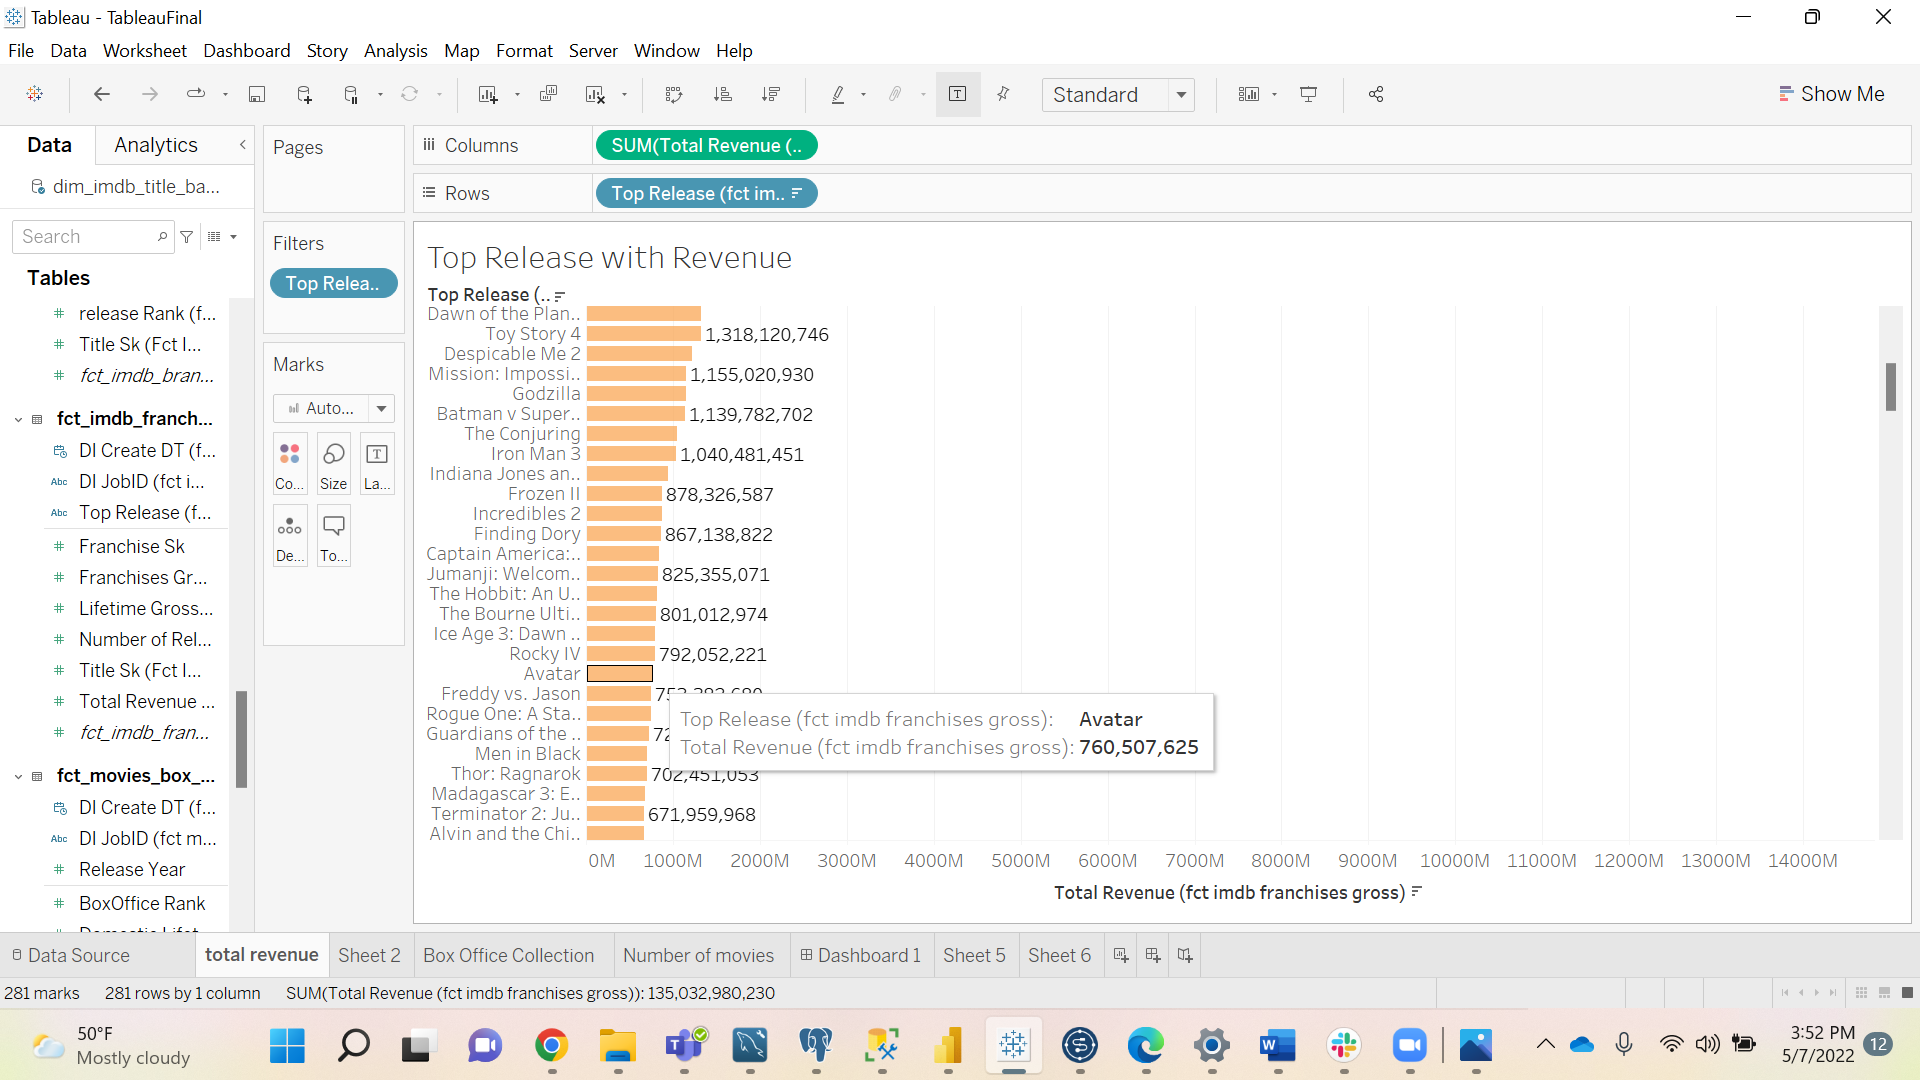 Tableau - TableauFinal
File Data Worksheet Dashboard Story Analysis Map Format Server Window Help
Standard
Show Me
Data Analytics
dim_imdb_title_ba...
Search
Tables
release Rank (f...
Title Sk (Fct I...
fct_imdb_bran...
fct_imdb_franch...
DI Create DT (f...
Abc DI JobID (fct i...
Abc Top Release (f...
Franchise Sk
Franchises Gr...
Lifetime Gross...
Number of Rel...
Title Sk (Fct I...
Total Revenue ...
fct_imdb_fran...
fct_movies_box_...
DI Create DT (f...
Abc DI JobID (fct m...
Release Year
BoxOffice Rank
Pages
Filters
Top Relea..
Marks
Auto...
Co... Size La...
De... To...
Columns SUM(Total Revenue (..
Rows Top Release (fct im..
Top Release with Revenue
Top Release (..
Dawn of the Plan..
Toy Story 4 1,318,120,746
Despicable Me 2
Mission: Impossi.. 1,155,020,930
Godzilla
Batman v Super.. 1,139,782,702
The Conjuring
Iron Man 3 1,040,481,451
Indiana Jones an..
Frozen II 878,326,587
Incredibles 2
Finding Dory 867,138,822
Captain America:..
Jumanji: Welcom.. 825,355,071
The Hobbit: An U..
The Bourne Ulti.. 801,012,974
Ice Age 3: Dawn ..
Rocky IV 792,052,221
Avatar
Freddy vs. Jason
Rogue One: A Sta..
Guardians of the .. 72
Men in Black
Thor: Ragnarok 702,451,053
Madagascar 3: E..
Terminator 2: Ju.. 671,959,968
Alvin and the Chi..
Top Release (fct imdb franchises gross): Avatar
Total Revenue (fct imdb franchises gross): 760,507,625
0M 1000M 2000M 3000M 4000M 5000M 6000M 7000M 8000M 9000M 10000M 11000M 12000M 13000M 14000M
Total Revenue (fct imdb franchises gross)
Data Source total revenue Sheet 2 Box Office Collection Number of movies Dashboard 1 Sheet 5 Sheet 6
281 marks 281 rows by 1 column SUM(Total Revenue (fct imdb franchises gross)): 135,032,980,230
50°F
Mostly cloudy
3:52 PM
5/7/2022
12